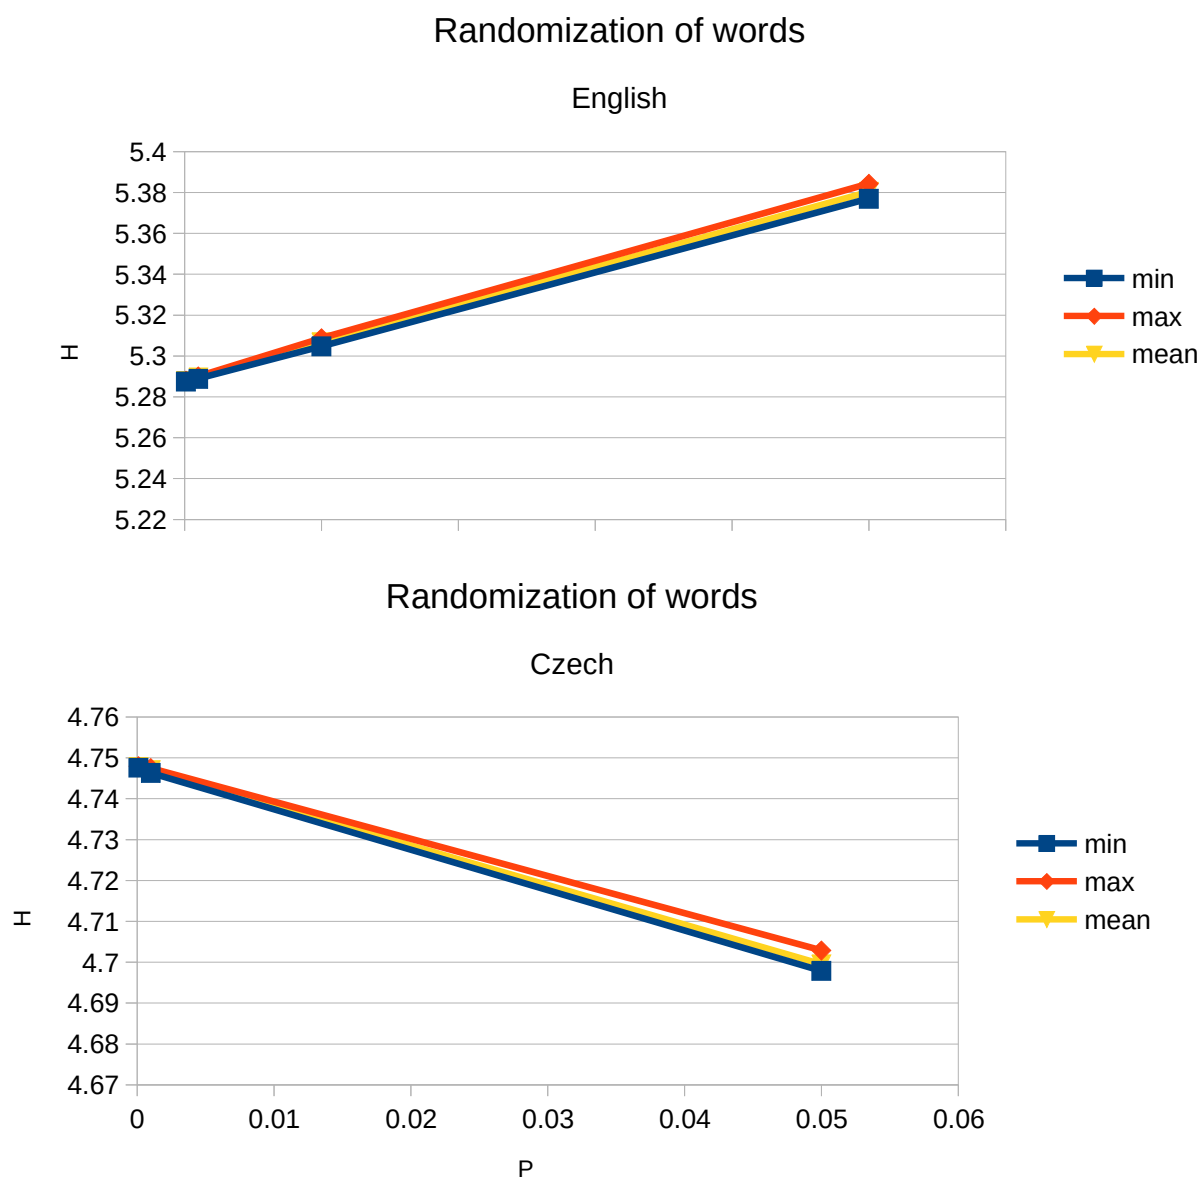 Randomization of words
English
5.4
5.38
5.36
5.34
5.32
5.3
5.28
5.26
5.24
5.22
H
min
max
mean
Randomization of words
Czech
4.76
4.75
4.74
4.73
4.72
4.71
4.7
4.69
4.68
4.67
H
0 0.01 0.02 0.03 0.04 0.05 0.06
P
min
max
mean